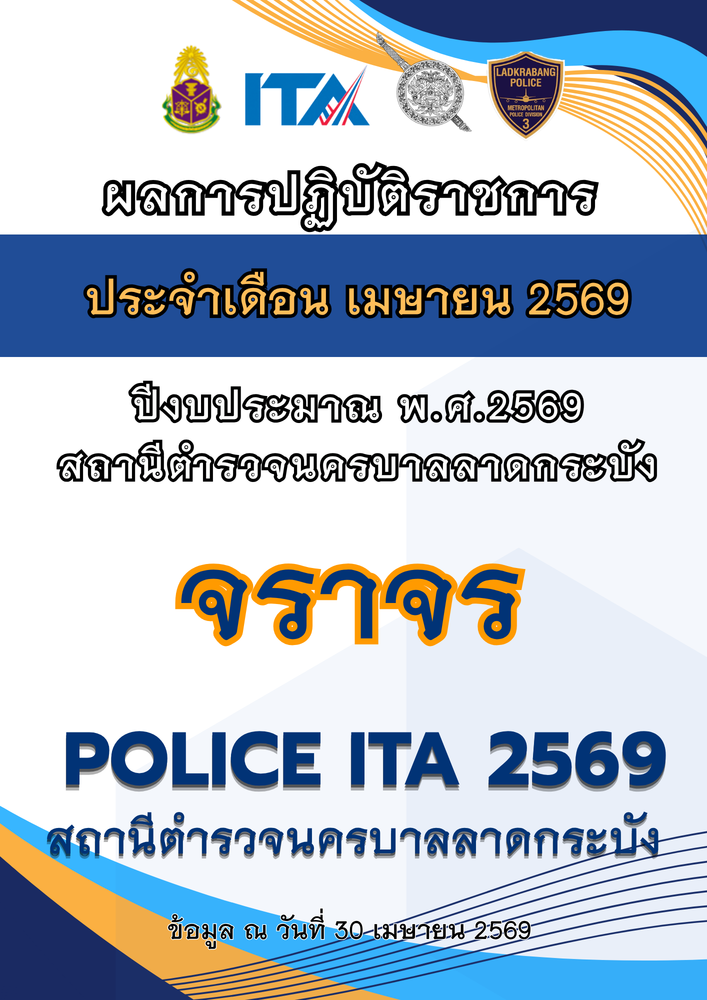 ITA
LADKRABANG
POLICE
METROPOLITAN
POLICE DIVISION
3
ผลการปฏิบัติราชการ
ประจำเดือน เมษายน 2569
ปีงบประมาณ พ.ศ.2569
สถานีตำรวจนครบาลลาดกระบัง
จราจร
POLICE ITA 2569
สถานีตำรวจนครบาลลาดกระบัง
ข้อมูล ณ วันที่ 30 เมษายน 2569